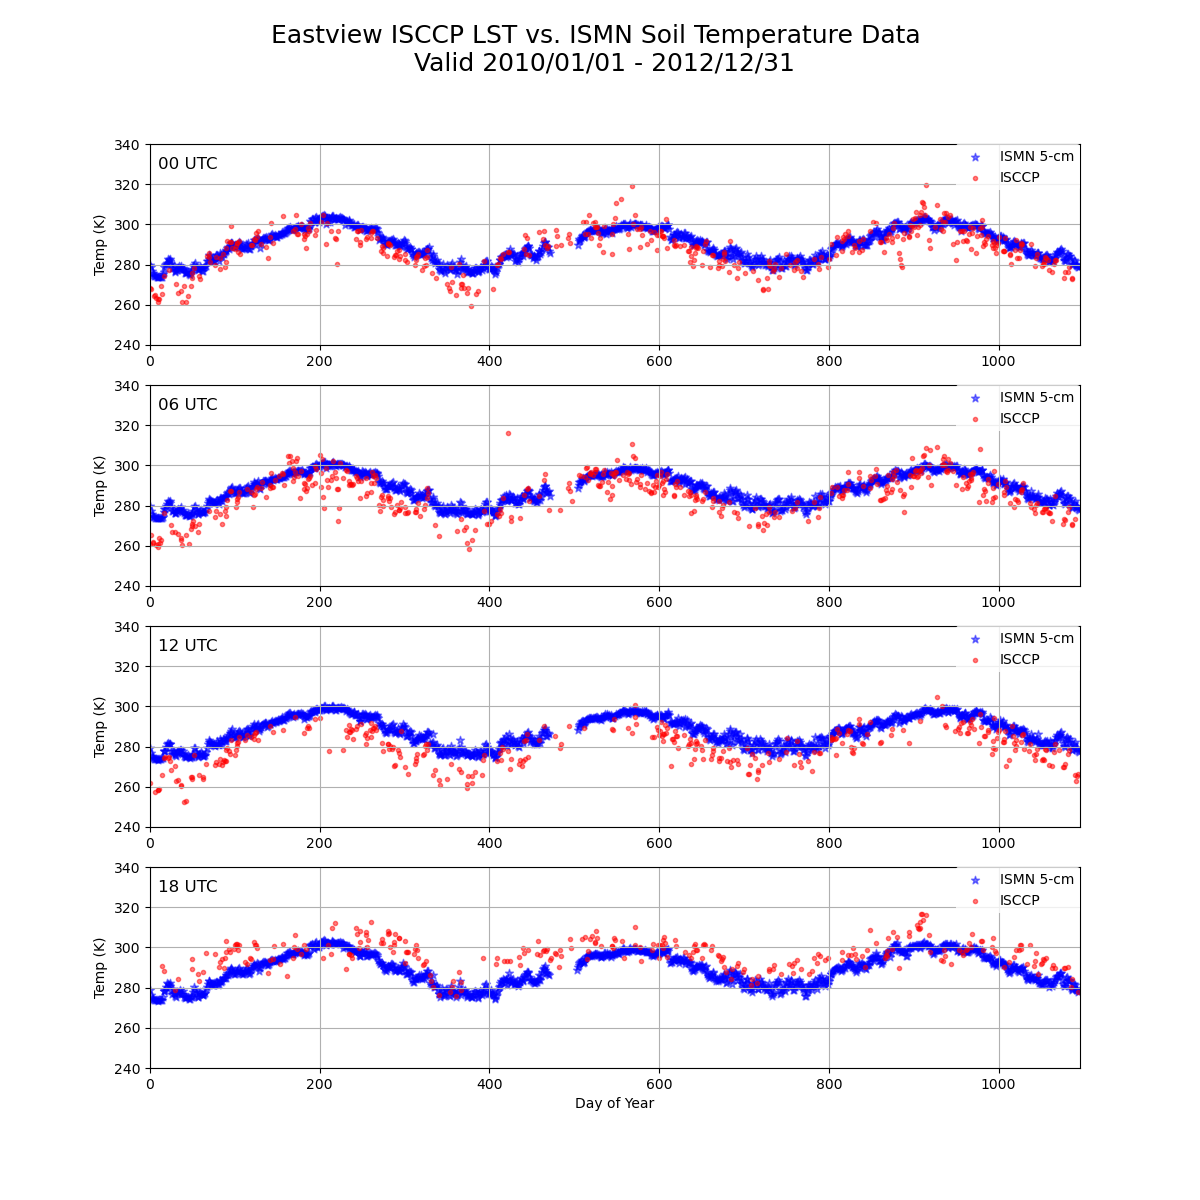 Eastview ISCCP LST vs. ISMN Soil Temperature Data
Valid 2010/01/01 - 2012/12/31
340
320
300
280
260
240
Temp (K)
00 UTC
ISMN 5-cm
ISCCP
0
200
400
600
800
1000
340
320
300
280
260
240
Temp (K)
06 UTC
ISMN 5-cm
ISCCP
0
200
400
600
800
1000
340
320
300
280
260
240
Temp (K)
12 UTC
ISMN 5-cm
ISCCP
0
200
400
600
800
1000
340
320
300
280
260
240
Temp (K)
18 UTC
ISMN 5-cm
ISCCP
0
200
400
600
800
1000
Day of Year